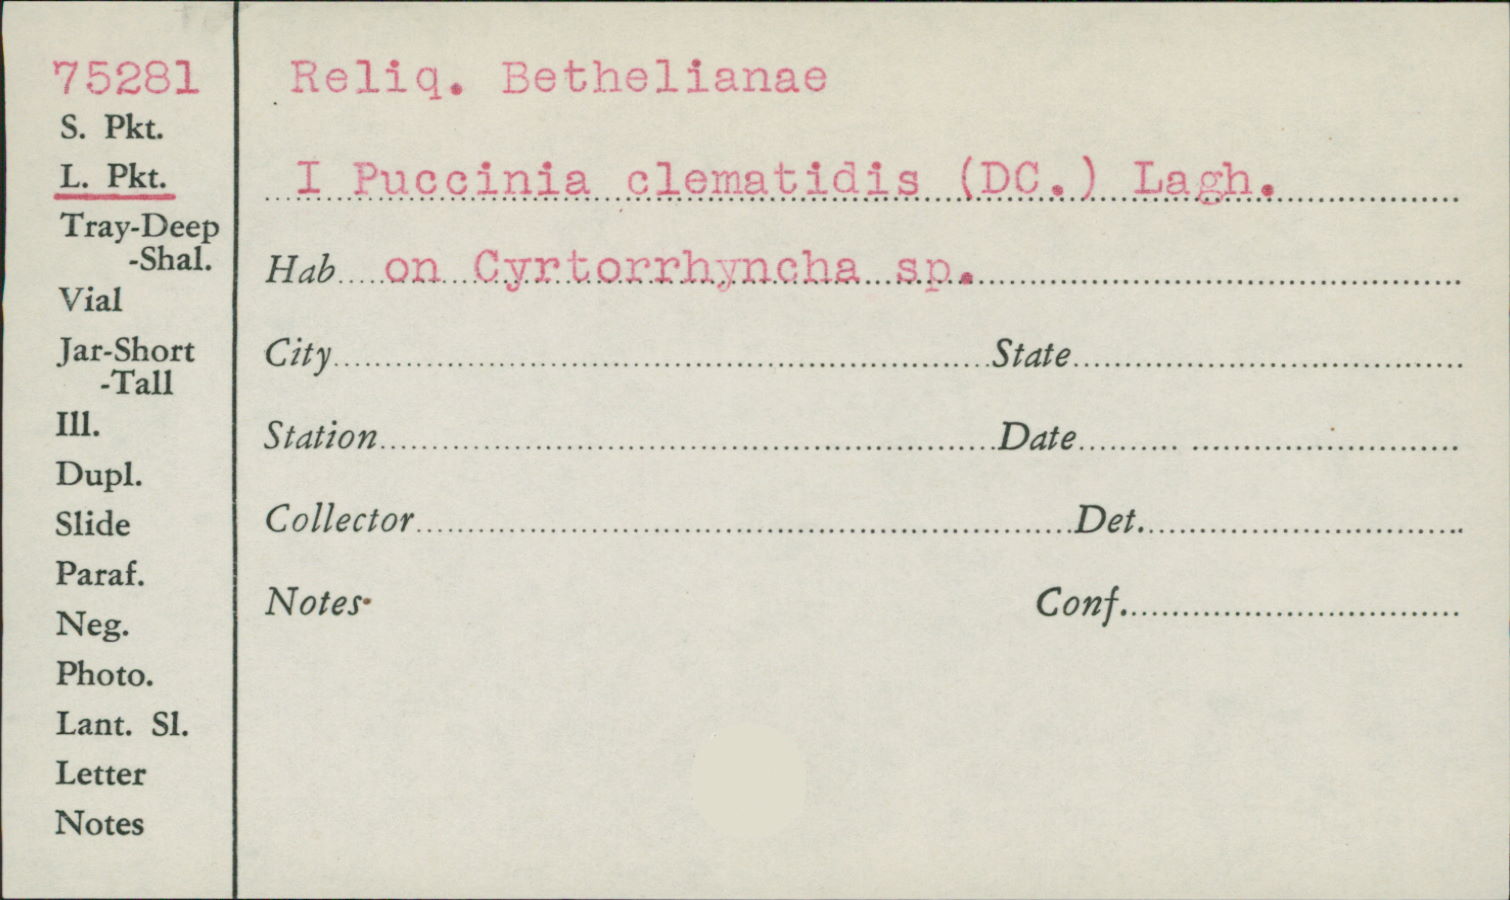 75281
S. Pkt.
L. Pkt.
Tray-Deep
-Shal.
Vial
Jar-Short
-Tall
Ill.
Dupl.
Slide
Paraf.
Neg.
Photo.
Lant. Sl.
Letter
Notes
Reliq. Bethelianae
I Puccinia clematidis (DC.) Lagh.
Hab on Cyrtorrhyncha sp.
City State
Station Date
Collector Det.
Notes Conf.